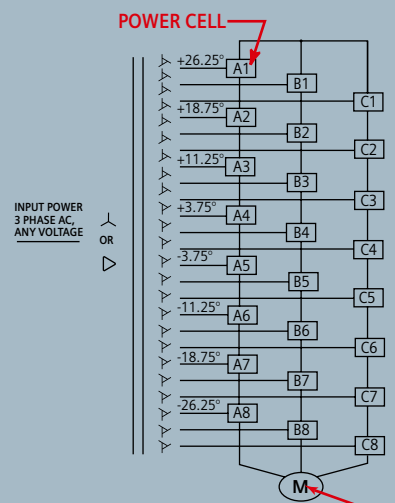 POWER CELL
+26.25° A1
B1
C1
+18.75° A2
B2
C2
+11.25° A3
B3
C3
+3.75° A4
B4
C4
-3.75° A5
B5
C5
-11.25° A6
B6
C6
-18.75° A7
B7
C7
-26.25° A8
B8
C8
INPUT POWER
3 PHASE AC,
ANY VOLTAGE
OR
M